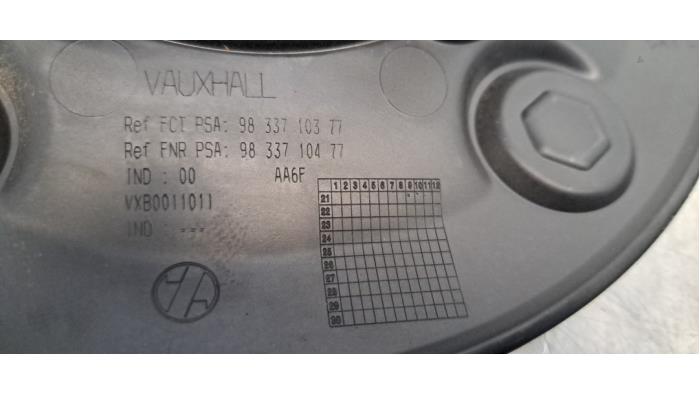 VAUXHALL
Ref FCT PSA: 98 337 103 77
Ref FNR PSA: 98 337 104 77
IND : 00 AA6F
VXB0011011
IND : ---
1 2 3 4 5 6 7 8 9 10 11 12
21
22
23
24
25
26
27
28
29
30